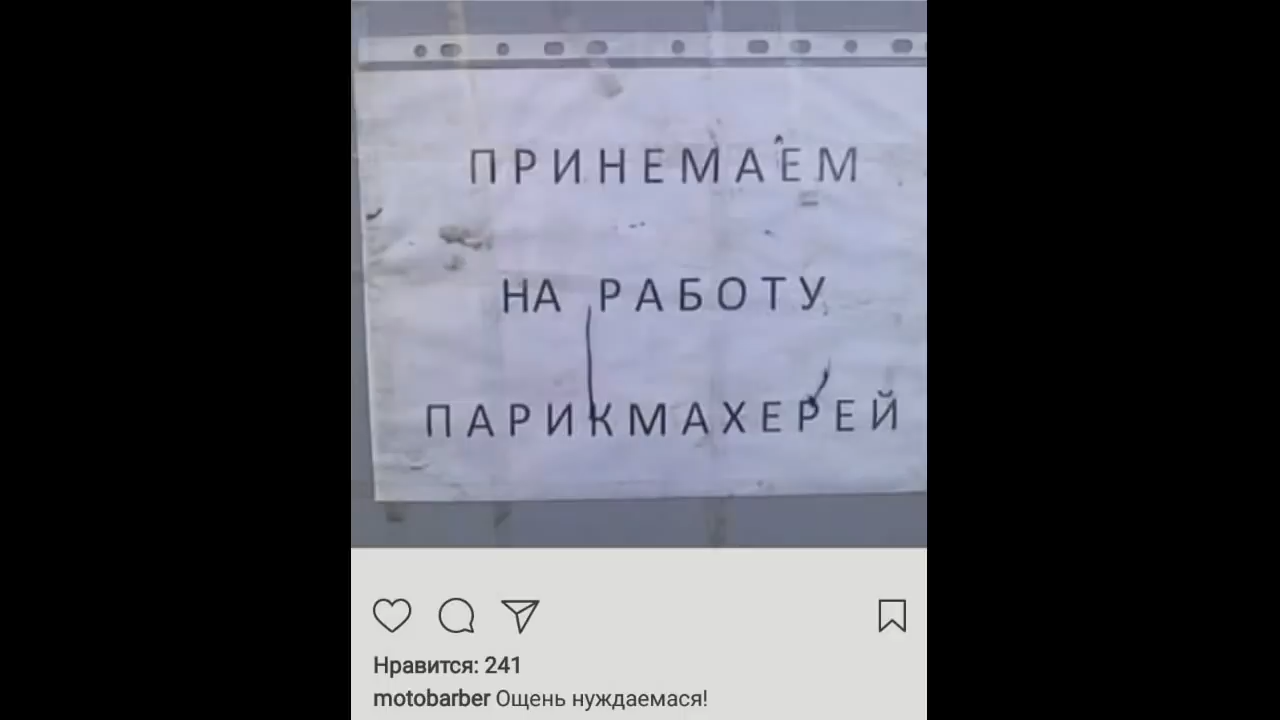 ПРИНЕМАЕМ
НА РАБОТУ
ПАРИКМАХЕРЕЙ
Нравится: 241
motobarber Ощень нуждаемася!